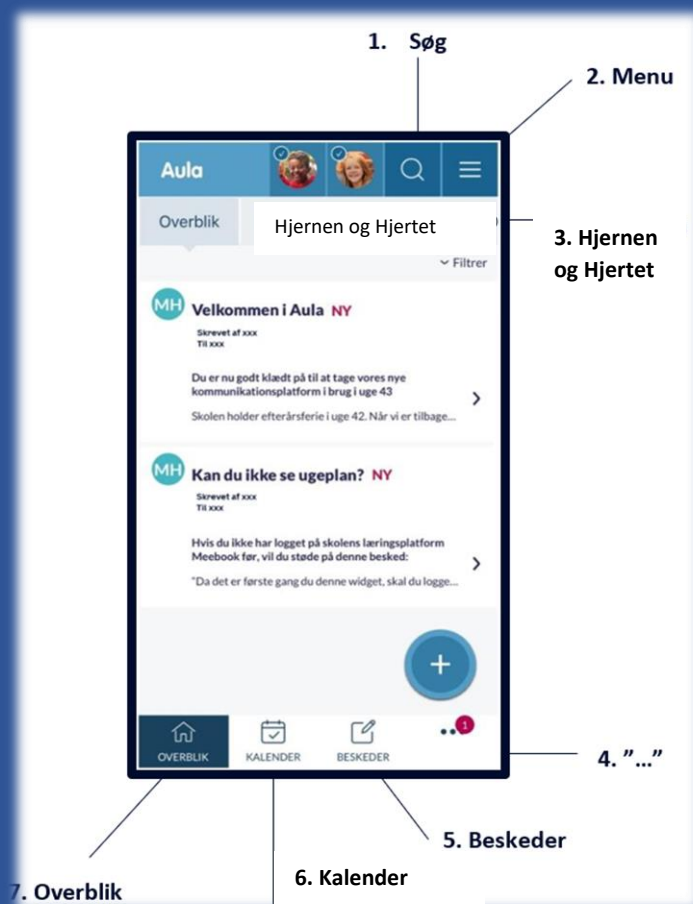 1. Søg
2. Menu
Aula
Overblik
Hjernen og Hjertet
3. Hjernen
og Hjertet
Filtrer
MH
Velkommen i Aula NY
Skrevet af xxx
Til xxx
Du er nu godt klædt på til at tage vores nye
kommunikationsplatform i brug i uge 43
Skolen holder efterårsferie i uge 42. Når vi er tilbage...
MH
Kan du ikke se ugeplan? NY
Skrevet af xxx
Til xxx
Hvis du ikke har logget på skolens læringsplatform
Meebook før, vil du støde på denne besked:
"Da det er første gang du denne widget, skal du logge...
+
1
OVERBLIK
KALENDER
BESKEDER
4. ”...”
5. Beskeder
6. Kalender
7. Overblik